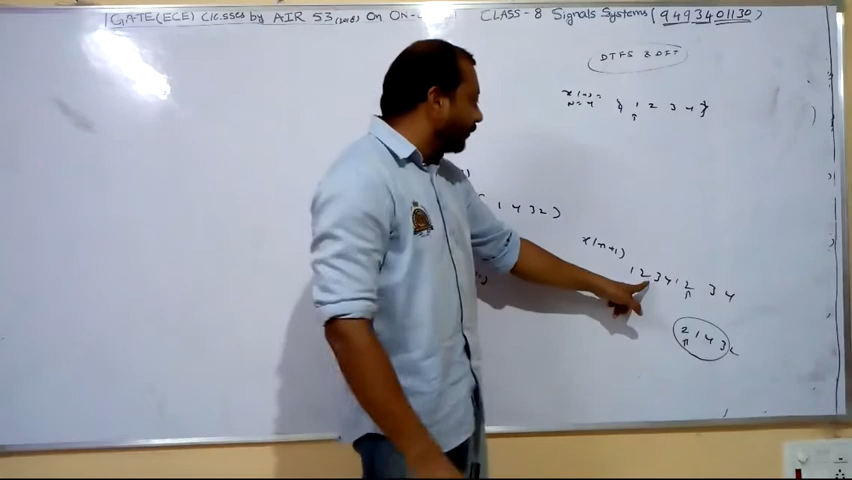 GATE(ECE) Classes by AIR 53 (2018) On ON-L
CLASS-8 Signals Systems (9493401130)
DTFS & DFT
x(n)=
N=4 { 1 2 3 4 }
↑
1 4 3 2 )
x(n+1)
1 2 3 4 1 2 3 4
↑
2 1 4 3
↑